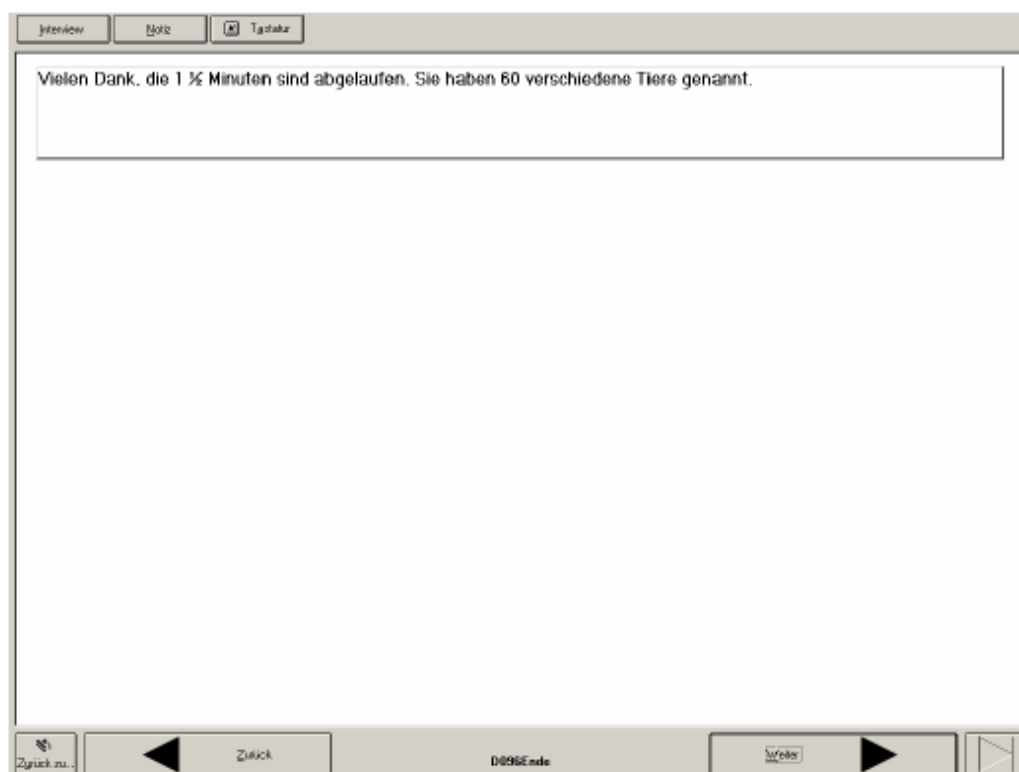 Interview Notiz Tastatur
Vielen Dank, die 1 ½ Minuten sind abgelaufen. Sie haben 60 verschiedene Tiere genannt.
Zurück zu... Zurück D096Ende Weiter